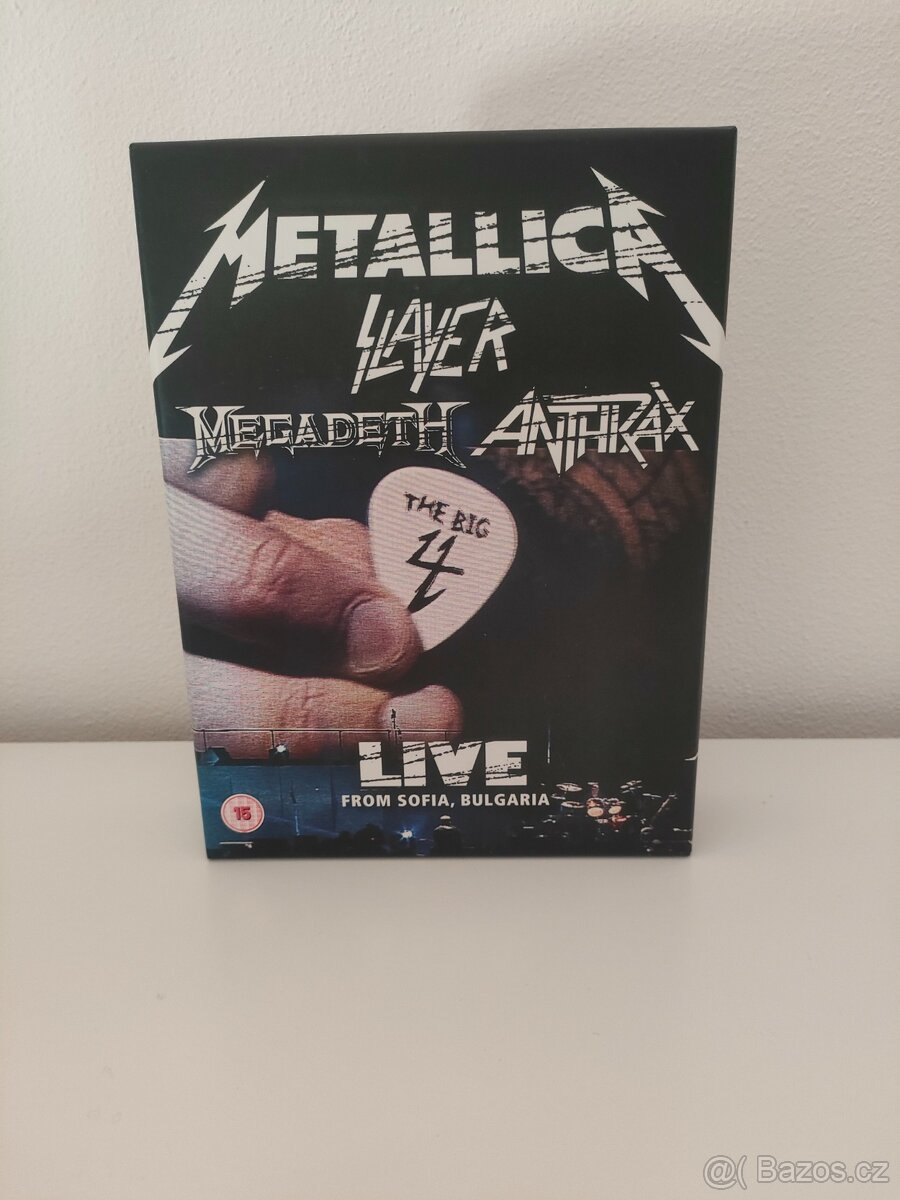 METALLICA
SLAYER
MEGADETH ANTHRAX
THE BIG
4
LIVE
FROM SOFIA, BULGARIA
15
@( Bazos.cz